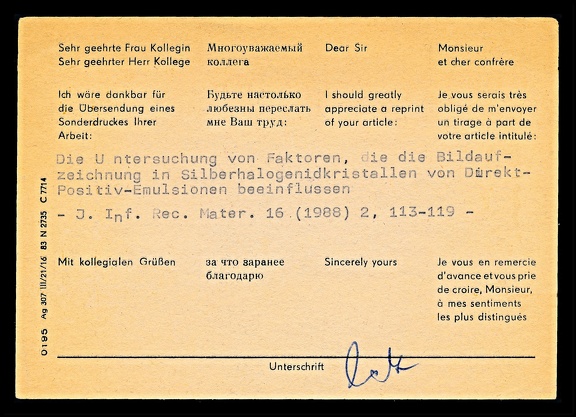 Sehr geehrte Frau Kollegin
Sehr geehrter Herr Kollege
Многоуважаемый
коллега
Dear Sir
Monsieur
et cher confrère
Ich wäre dankbar für
die Übersendung eines
Sonderdruckes Ihrer
Arbeit:
Будьте настолько
любезны переслать
мне Ваш труд:
I should greatly
appreciate a reprint
of your article:
Je vous serais très
obligé de m'envoyer
un tirage à part de
votre article intitulé:
Die U ntersuchung von Faktoren, die die Bildauf-
zeichnung in Silberhalogenidkristallen von Direkt-
Positiv-Emulsionen beeinflussen
- J. Inf. Rec. Mater. 16 (1988) 2, 113-119 -
Mit kollegialen Grüßen
за что заранее
благодарю
Sincerely yours
Je vous en remercie
d'avance et vous prie
de croire, Monsieur,
à mes sentiments
les plus distingués
Unterschrift
0195 Ag 307 III/21/16 83 N 2735 C 7714